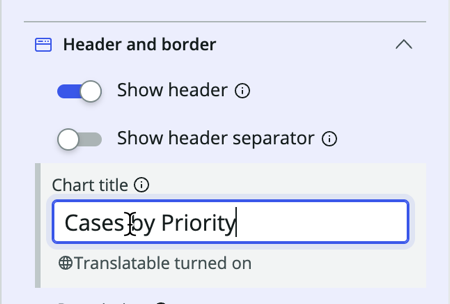 Header and border
Show header
Show header separator
Chart title
Cases by Priority
Translatable turned on